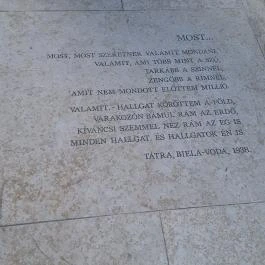 MOST...
MOST, MOST SZERETNÉK VALAMIT MONDANI,
VALAMIT, AMI TÖBB MINT A SZÓ,
TARKÁBB A SZÍNNÉL,
ZENGŐBB A RÍMNÉL,
AMIT NEM MONDOTT ELŐTTEM MILLIÓ.
VALAMIT. - HALLGAT KÖRÖTTEM A FÖLD,
VÁRAKOZÓN BÁMUL RÁM AZ ERDŐ,
KÍVÁNCSI SZEMMEL NÉZ RÁM AZ ÉG IS.
MINDEN HALLGAT, ÉS HALLGATOK ÉN IS.
TÁTRA, BIELA-VODA, 1938.